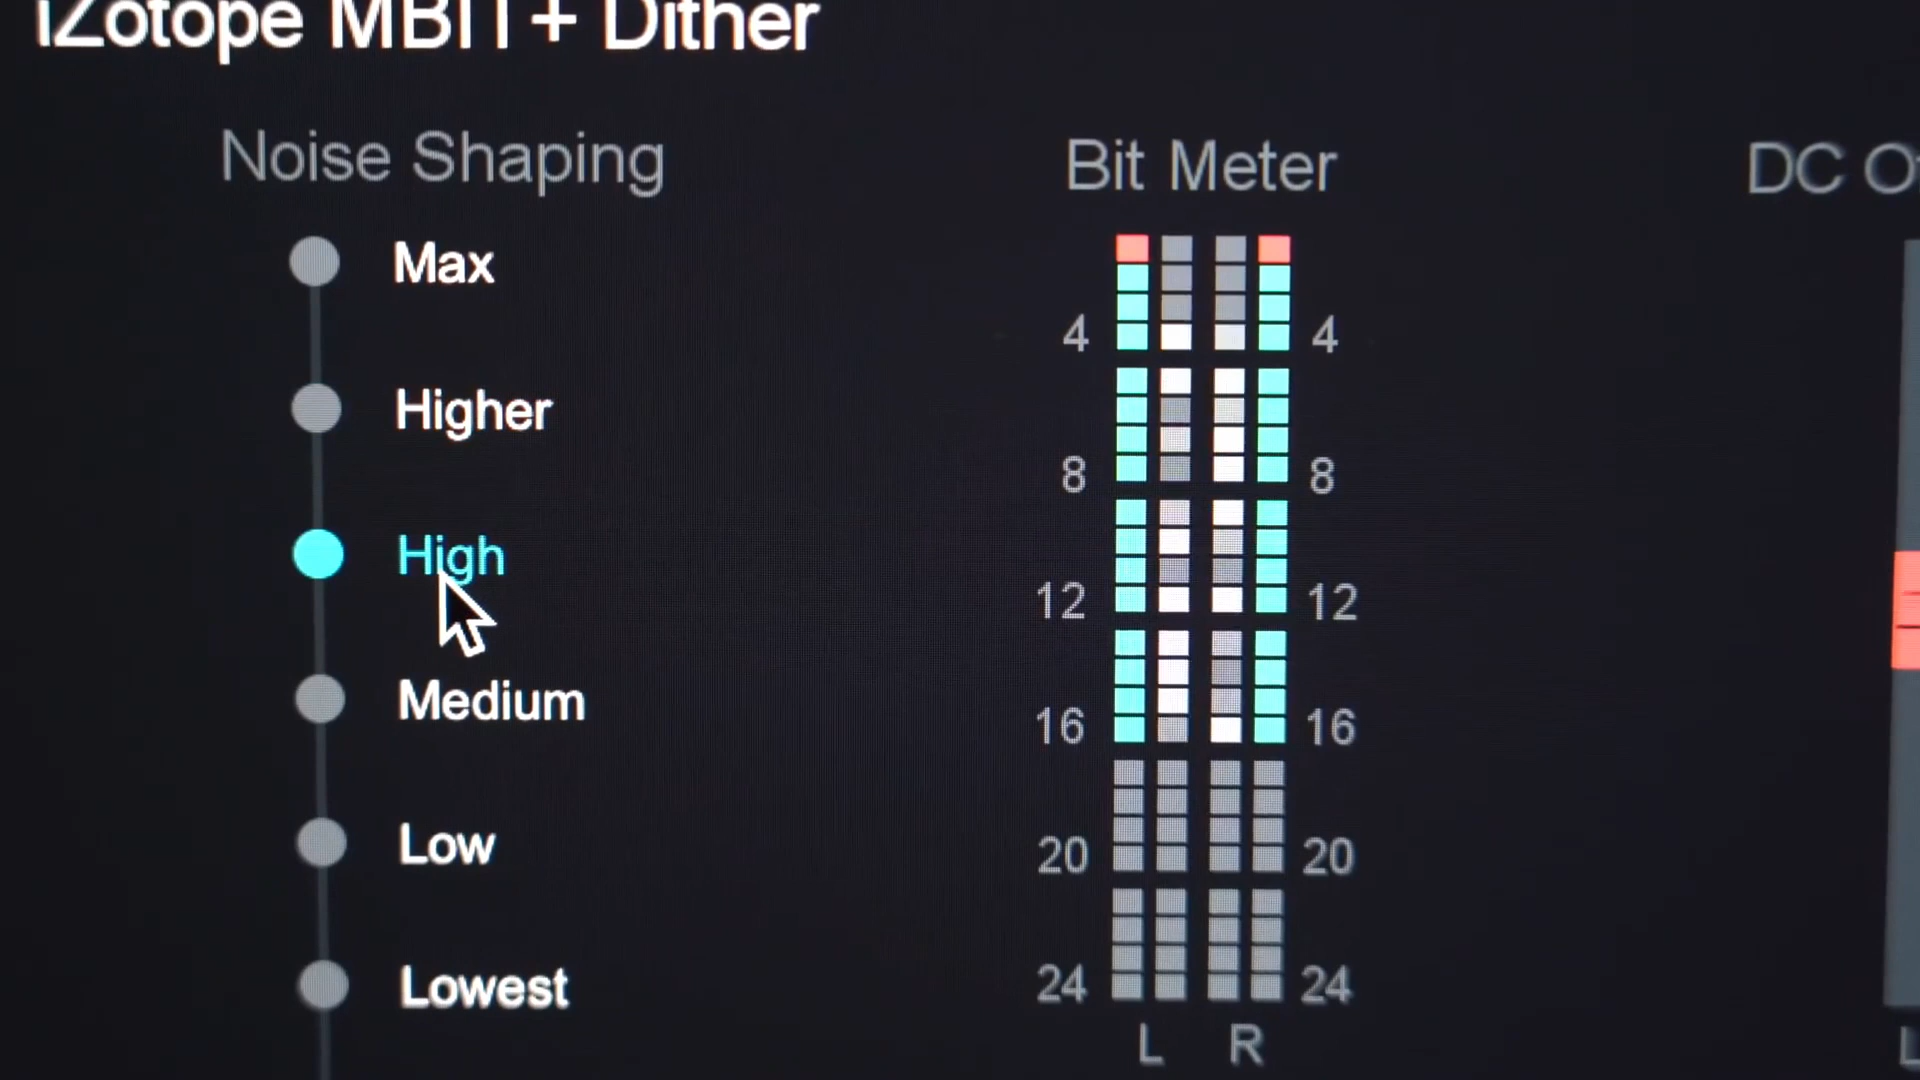 iZotope MBIT+ Dither
Noise Shaping
Max
Higher
High
Medium
Low
Lowest
Bit Meter
4 4
8 8
12 12
16 16
20 20
24 24
L R
DC